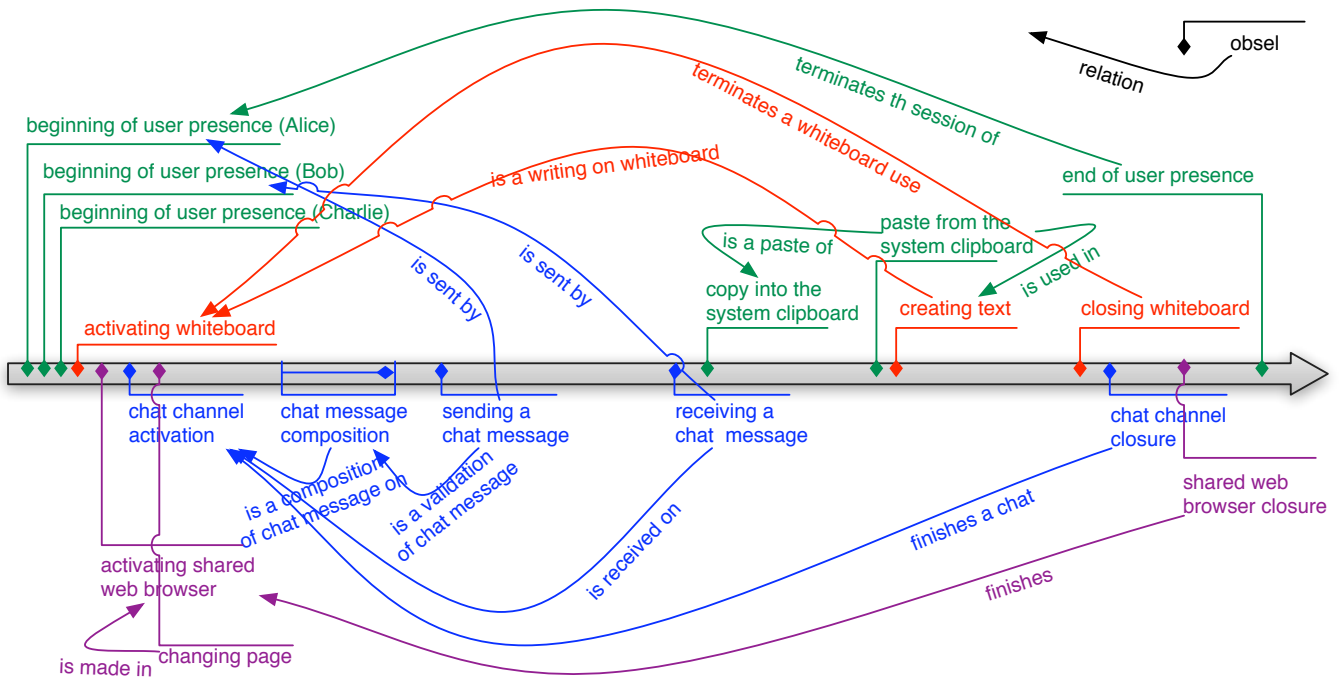 obsel
relation
terminates th session of
terminates a whiteboard use
beginning of user presence (Alice)
is a writing on whiteboard
beginning of user presence (Bob)
end of user presence
beginning of user presence (Charlie)
paste from the
system clipboard
is a paste of
is used in
is sent by
is sent by
copy into the
system clipboard
creating text
closing whiteboard
activating whiteboard
chat channel
activation
chat message
composition
sending a
chat message
receiving a
chat  message
chat channel
closure
is a composition
of chat message on
is a validation
of chat message
shared web
browser closure
finishes a chat
is received on
activating shared
web browser
finishes
changing page
is made in